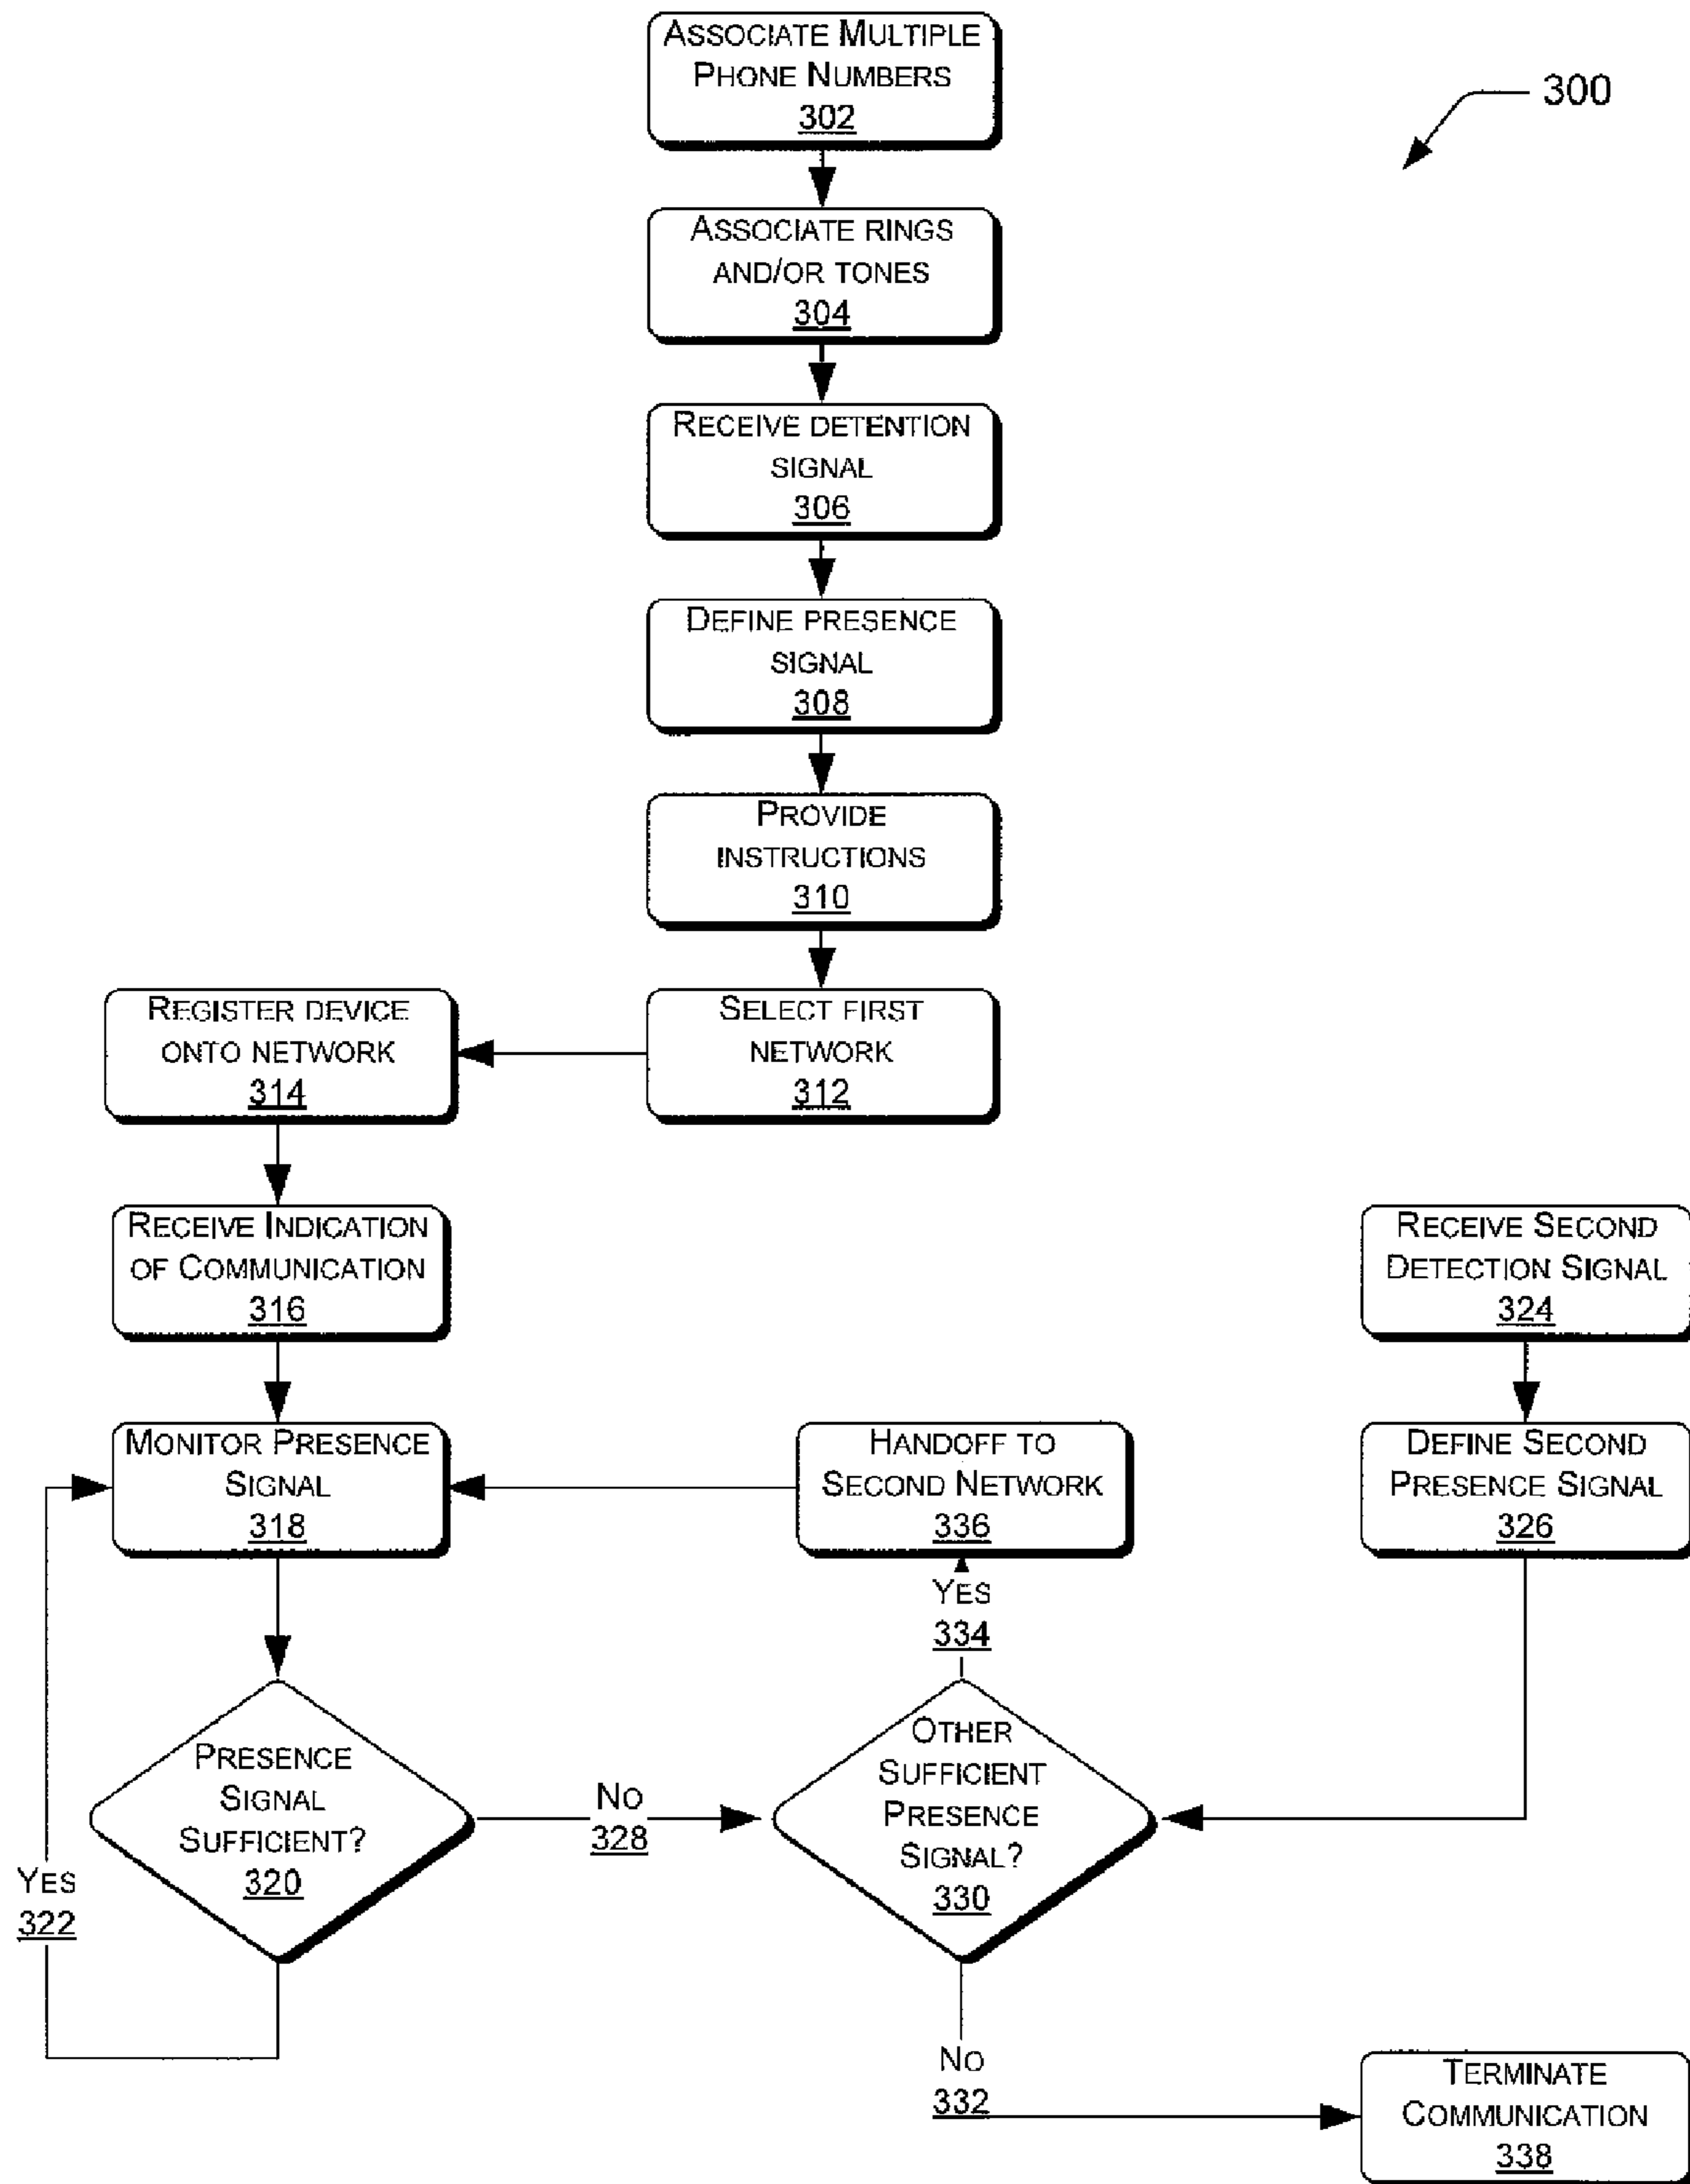 ASSOCIATE MULTIPLE
PHONE NUMBERS
302
300
ASSOCIATE RINGS
AND/OR TONES
304
RECEIVE DETENTION
SIGNAL
306
DEFINE PRESENCE
SIGNAL
308
PROVIDE
INSTRUCTIONS
310
SELECT FIRST
NETWORK
312
REGISTER DEVICE
ONTO NETWORK
314
RECEIVE INDICATION
OF COMMUNICATION
316
RECEIVE SECOND
DETECTION SIGNAL
324
MONITOR PRESENCE
SIGNAL
318
HANDOFF TO
SECOND NETWORK
336
DEFINE SECOND
PRESENCE SIGNAL
326
YES
334
PRESENCE
SIGNAL
SUFFICIENT?
320
NO
328
OTHER
SUFFICIENT
PRESENCE
SIGNAL?
330
YES
322
NO
332
TERMINATE
COMMUNICATION
338